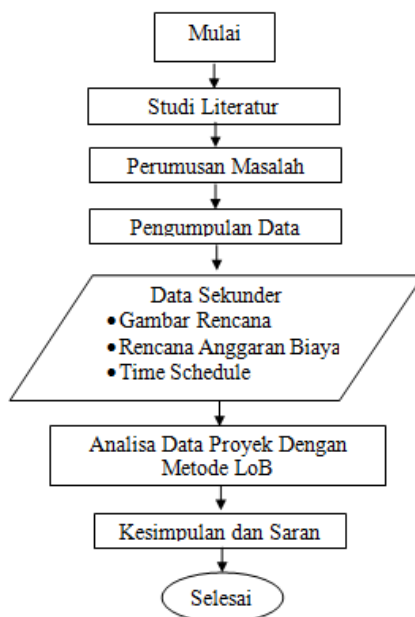 Mulai
Studi Literatur
Perumusan Masalah
Pengumpulan Data
Data Sekunder
•Gambar Rencana
•Rencana Anggaran Biaya
•Time Schedule
Analisa Data Proyek Dengan
Metode LoB
Kesimpulan dan Saran
Selesai